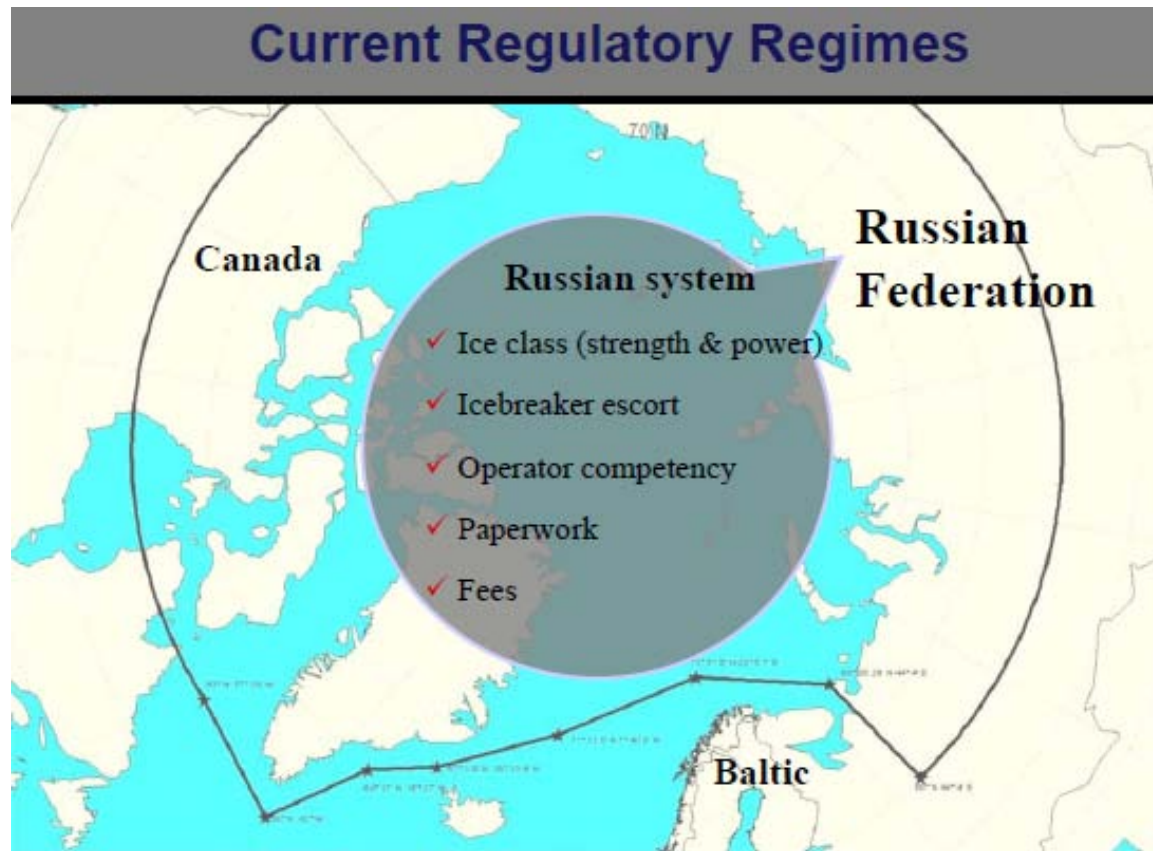 Current Regulatory Regimes
70 N
Canada
Russian
Federation
Russian system
✓ Ice class (strength & power)
✓ Icebreaker escort
✓ Operator competency
✓ Paperwork
✓ Fees
Baltic